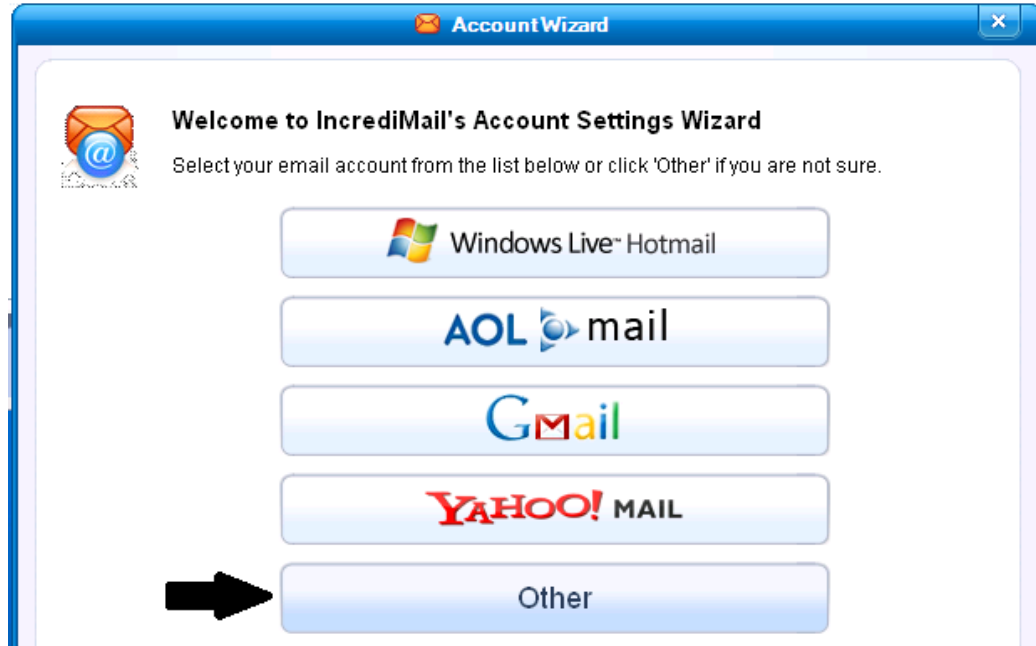 Account Wizard
Welcome to IncrediMail's Account Settings Wizard
Select your email account from the list below or click 'Other' if you are not sure.
Windows Live™ Hotmail
AOL mail
Gmail
YAHOO! MAIL
Other